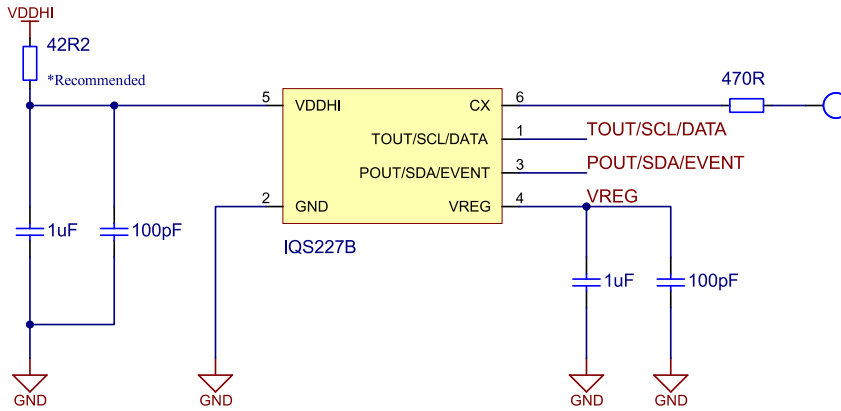 VDDHI
42R2
*Recommended
5
VDDHI
CX
6
470R
TOUT/SCL/DATA
1
TOUT/SCL/DATA
POUT/SDA/EVENT
3
POUT/SDA/EVENT
2
GND
VREG
4
VREG
IQS227B
1uF
100pF
1uF
100pF
GND
GND
GND
GND